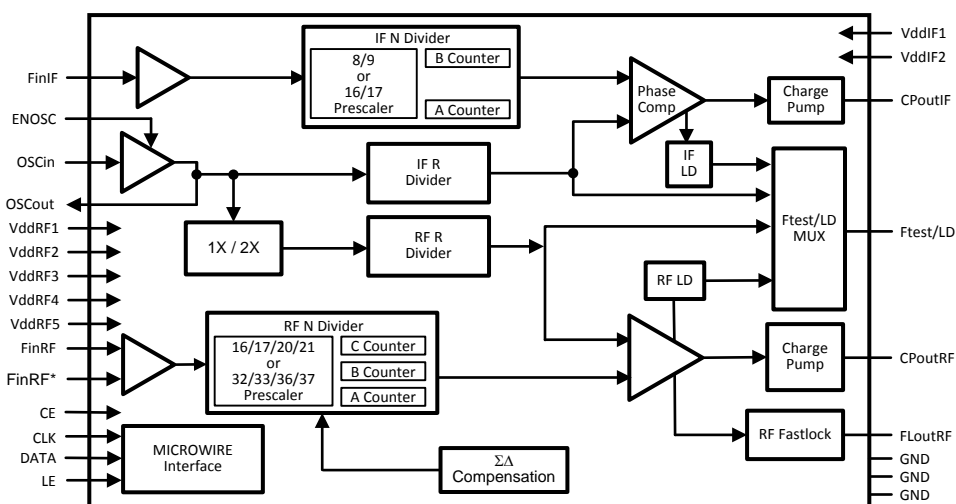 IF N Divider
8/9
or
16/17
Prescaler
B Counter
A Counter
Phase
Comp
Charge
Pump
IF
LD
IF R
Divider
1X / 2X
RF R
Divider
Ftest/LD
MUX
RF LD
RF N Divider
16/17/20/21
or
32/33/36/37
Prescaler
C Counter
B Counter
A Counter
Charge
Pump
RF Fastlock
MICROWIRE
Interface
ΣΔ
Compensation
FinIF
ENOSC
OSCin
OSCout
VddRF1
VddRF2
VddRF3
VddRF4
VddRF5
FinRF
FinRF*
CE
CLK
DATA
LE
VddIF1
VddIF2
CPoutIF
Ftest/LD
CPoutRF
FLoutRF
GND
GND
GND